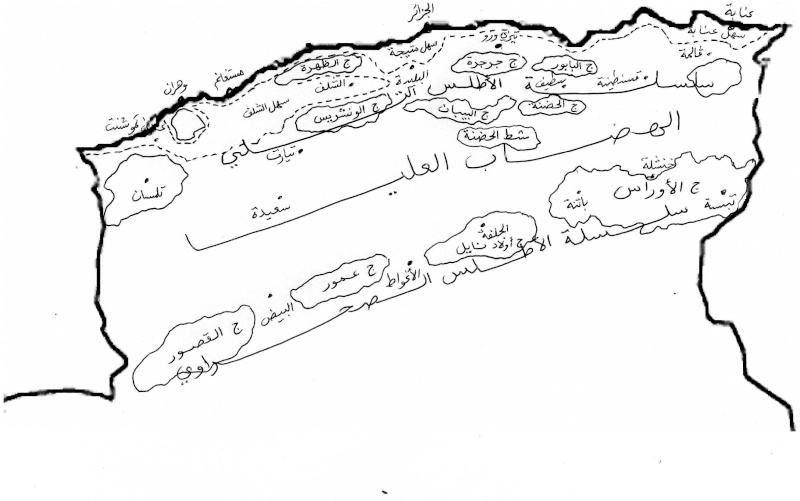 الجزائر
عنابة
سهل عنابة
قالمة
تيزي وزو
سهل متيجة
ج الظهرة
مستغانم
وهران
ج جرجرة
ج البابور
سطيف
قسنطينة
سلسلة الأطلس التلي
البليدة
الشلف
سهل الشلف
ج الونشريس
ج البيبان
ج الحضنة
شط الحضنة
تيارت
الهضاب العليا
تلمسان
سعيدة
خنشلة
ج الأوراس
باتنة
تبسة
سلسلة الأطلس الصحراوي
الجلفة
ج أولاد نايل
الأغواط
ج عمور
البيض
ج القصور